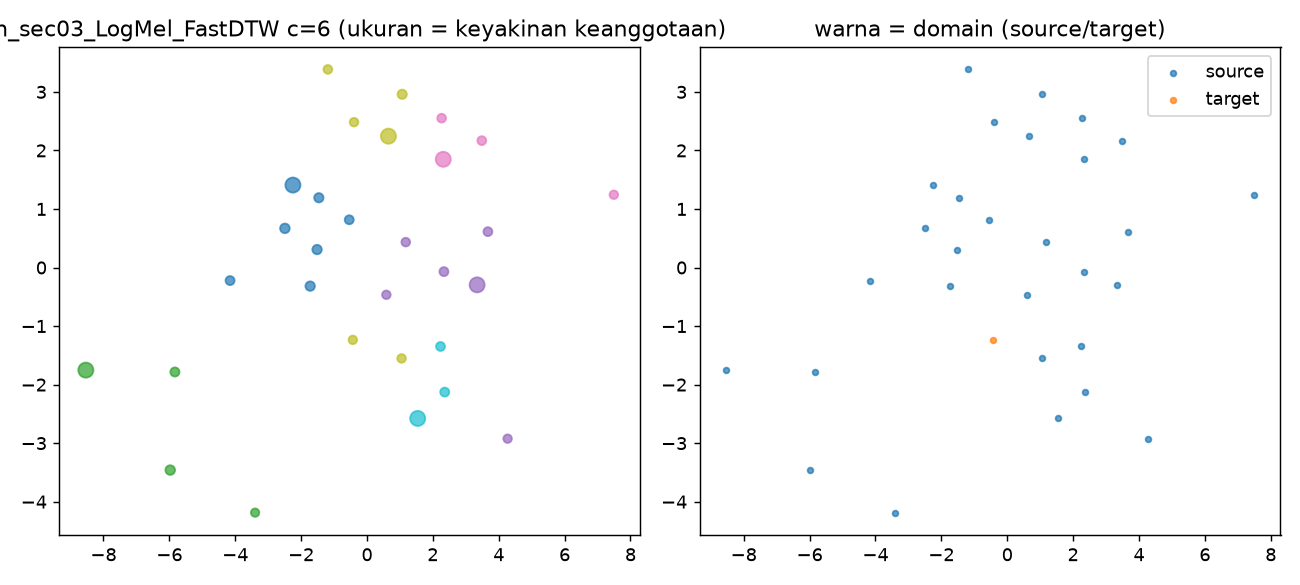 n_sec03_LogMel_FastDTW c=6 (ukuran = keyakinan keanggotaan)
3
2
1
0
−1
−2
−3
−4
−8 −6 −4 −2 0 2 4 6 8
warna = domain (source/target)
source
target
3
2
1
0
−1
−2
−3
−4
−8 −6 −4 −2 0 2 4 6 8